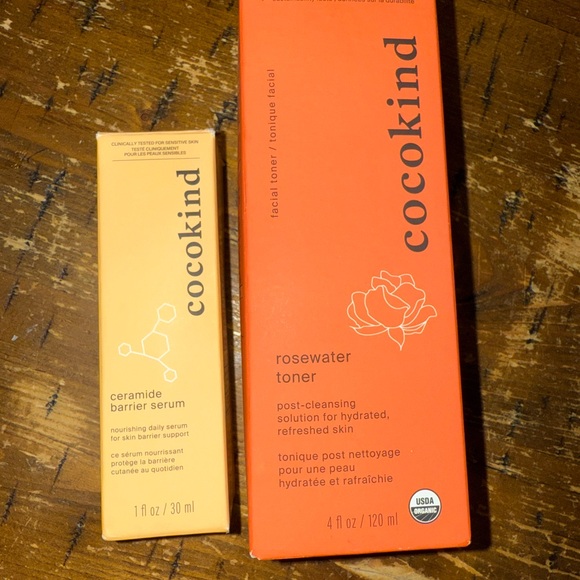 CLINICALLY TESTED FOR SENSITIVE SKIN
TESTÉ CLINIQUEMENT
POUR LES PEAUX SENSIBLES
cocokind
ceramide
barrier serum
nourishing daily serum
for skin barrier support
ce sérum nourrissant
protège la barrière
cutanée au quotidien
1 fl oz / 30 ml
facial toner / tonique facial
cocokind
rosewater
toner
post-cleansing
solution for hydrated,
refreshed skin
tonique post nettoyage
pour une peau
hydratée et rafraîchie
4 fl oz / 120 ml
USDA
ORGANIC